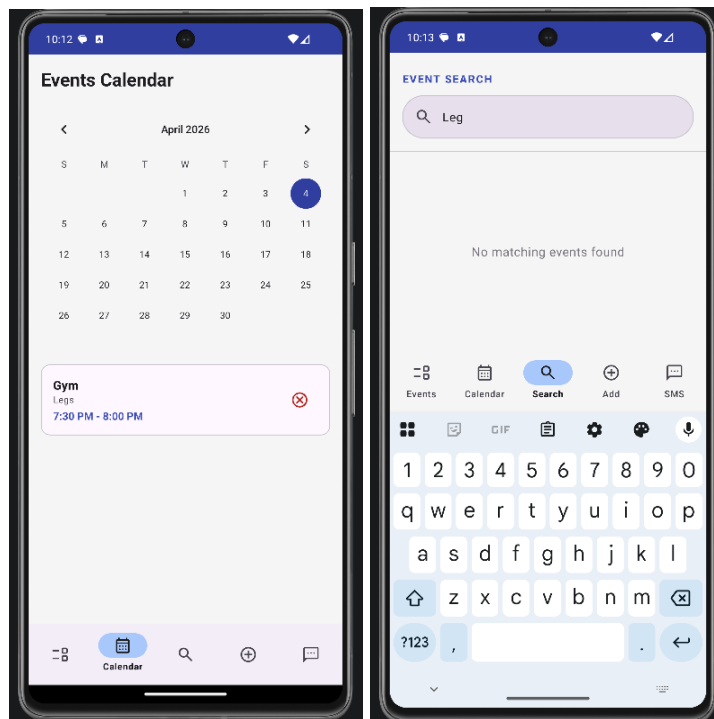 10:12
Events Calendar
April 2026
S M T W T F S
1 2 3 4
5 6 7 8 9 10 11
12 13 14 15 16 17 18
19 20 21 22 23 24 25
26 27 28 29 30
Gym
Legs
7:30 PM - 8:00 PM
Calendar
10:13
EVENT SEARCH
Leg
No matching events found
Events Calendar Search Add SMS
GIF
1 2 3 4 5 6 7 8 9 0
q w e r t y u i o p
a s d f g h j k l
z x c v b n m
?123 , .